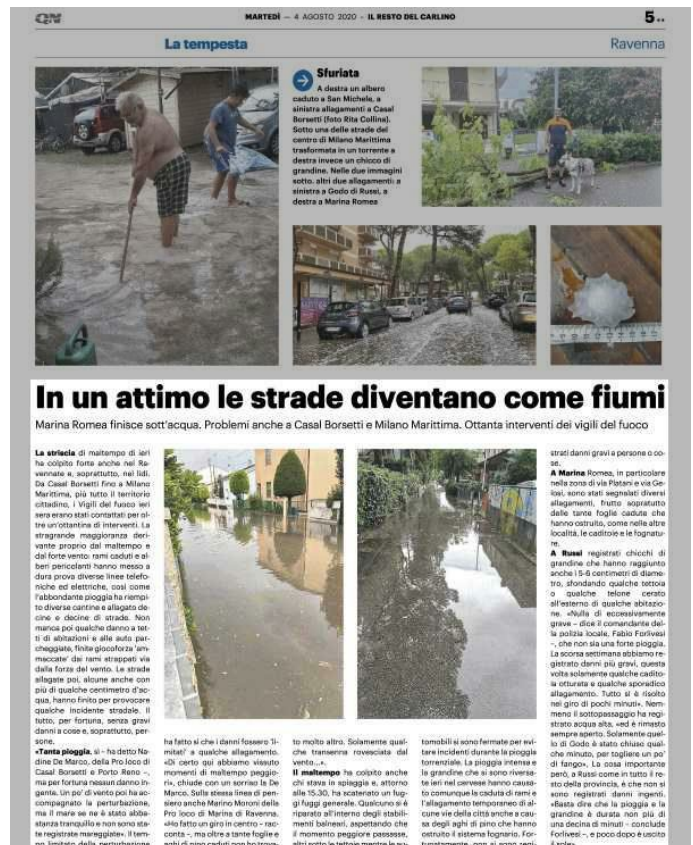 QN
MARTEDÌ — 4 AGOSTO 2020 – IL RESTO DEL CARLINO
5
La tempesta
Ravenna
Sfuriata
A destra un albero
caduto a San Michele, a
sinistra allagamenti a Casal
Borsetti (foto Rita Collina).
Sotto una delle strade del
centro di Milano Marittima
trasformata in un torrente a
destra invece un chicco di
grandine. Nelle due immagini
sotto, altri due allagamenti: a
sinistra a Godo di Russi, a
destra a Marina Romea
In un attimo le strade diventano come fiumi
Marina Romea finisce sott'acqua. Problemi anche a Casal Borsetti e Milano Marittima. Ottanta interventi dei vigili del fuoco
La striscia di maltempo di ieri
ha colpito forte anche nel Ra-
vennate e, soprattutto, nei lidi.
Da Casal Borsetti fino a Milano
Marittima, più tutto il territorio
cittadino, i Vigili del fuoco ieri
sera erano stati contattati per ol-
tre un'ottantina di interventi. La
stragrande maggioranza deri-
vante proprio dal maltempo e
dal forte vento: rami caduti e al-
beri pericolanti hanno messo a
dura prova diverse linee telefo-
niche ed elettriche, così come
l'abbondante pioggia ha riempi-
to diverse cantine e allagato de-
cine e decine di strade. Non
manca poi qualche danno a tet-
ti di abitazioni e alle auto par-
cheggiate, finite giocoforza 'am-
maccate' dai rami strappati via
dalla forza del vento. Le strade
allagate poi, alcune anche con
più di qualche centimetro d'ac-
qua, hanno finito per provocare
qualche incidente stradale. Il
tutto, per fortuna, senza gravi
danni a cose e, soprattutto, per-
sone.
«Tanta pioggia, sì – ha detto Na-
dine De Marco, della Pro loco di
Casal Borsetti e Porto Reno –,
ma per fortuna nessun danno in-
gente. Un po' di vento poi ha ac-
compagnato la perturbazione,
ma il mare se ne è stato abba-
stanza tranquillo e non sono sta-
te registrate mareggiate». Il tem-
po limitato della perturbazione
ha fatto sì che i danni fossero 'li-
mitati' a qualche allagamento.
«Di certo qui abbiamo vissuto
momenti di maltempo peggio-
ri», chiude con un sorriso la De
Marco. Sulla stessa linea di pen-
siero anche Marino Moroni della
Pro loco di Marina di Ravenna.
«Ho fatto un giro in centro – rac-
conta –, ma oltre a tante foglie e
aghi di pino caduti non ho trova-
to molto altro. Solamente qual-
che transenna rovesciata dal
vento...».
Il maltempo ha colpito anche
chi stava in spiaggia e, attorno
alle 15.30, ha scatenato un fug-
gi fuggi generale. Qualcuno si è
riparato all'interno degli stabili-
menti balneari, aspettando che
il momento peggiore passasse,
altri sotto le tettoie mentre le au-
tomobili si sono fermate per evi-
tare incidenti durante la pioggia
torrenziale. La pioggia intensa e
la grandine che si sono riversa-
te ieri nel cervese hanno causa-
to comunque la caduta di rami e
l'allagamento temporaneo di al-
cune vie della città anche a cau-
sa degli aghi di pino che hanno
ostruito il sistema fognario. For-
tunatamente, non si sono regi-
strati danni gravi a persone o co-
se.
A Marina Romea, in particolare
nella zona di via Platani e via Ge-
losi, sono stati segnalati diversi
allagamenti, frutto sopratutto
delle tante foglie cadute che
hanno ostruito, come nelle altre
località, le caditoie e le fognatu-
re.
A Russi registrati chicchi di
grandine che hanno raggiunto
anche i 5-6 centimetri di diame-
tro, sfondando qualche tettoia
o qualche telone cerato
all'esterno di qualche abitazio-
ne. «Nulla di eccessivamente
grave – dice il comandante del-
la polizia locale, Fabio Forlivesi
–, che non sia una forte pioggia.
La scorsa settimana abbiamo re-
gistrato danni più gravi, questa
volta solamente qualche cadito-
ia otturata e qualche sporadico
allagamento. Tutto si è risolto
nel giro di pochi minuti». Nem-
meno il sottopassaggio ha regi-
strato acqua alta, «ed è rimasto
sempre aperto. Solamente quel-
lo di Godo è stato chiuso qual-
che minuto, per togliere un po'
di fango». La cosa importante
però, a Russi come in tutto il re-
sto della provincia, è che non si
sono registrati danni ingenti.
«Basta dire che la pioggia e la
grandine è durata non più di
una decina di minuti – conclude
Forlivesi –, e poco dopo è uscito
il sole».